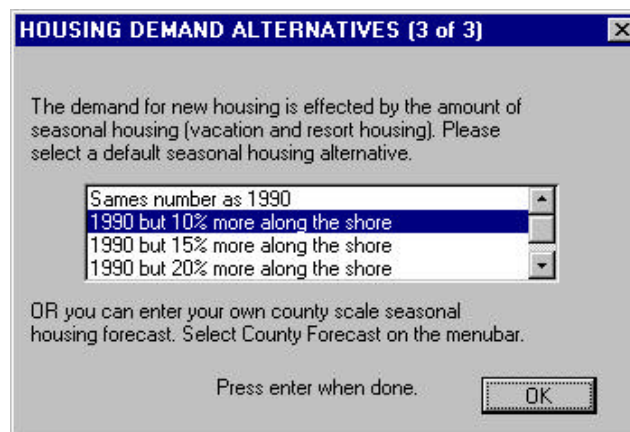 HOUSING DEMAND ALTERNATIVES (3 of 3)
The demand for new housing is effected by the amount of
seasonal housing (vacation and resort housing). Please
select a default seasonal housing alternative.
Sames number as 1990
1990 but 10% more along the shore
1990 but 15% more along the shore
1990 but 20% more along the shore
OR you can enter your own county scale seasonal
housing forecast. Select County Forecast on the menubar.
Press enter when done.
OK